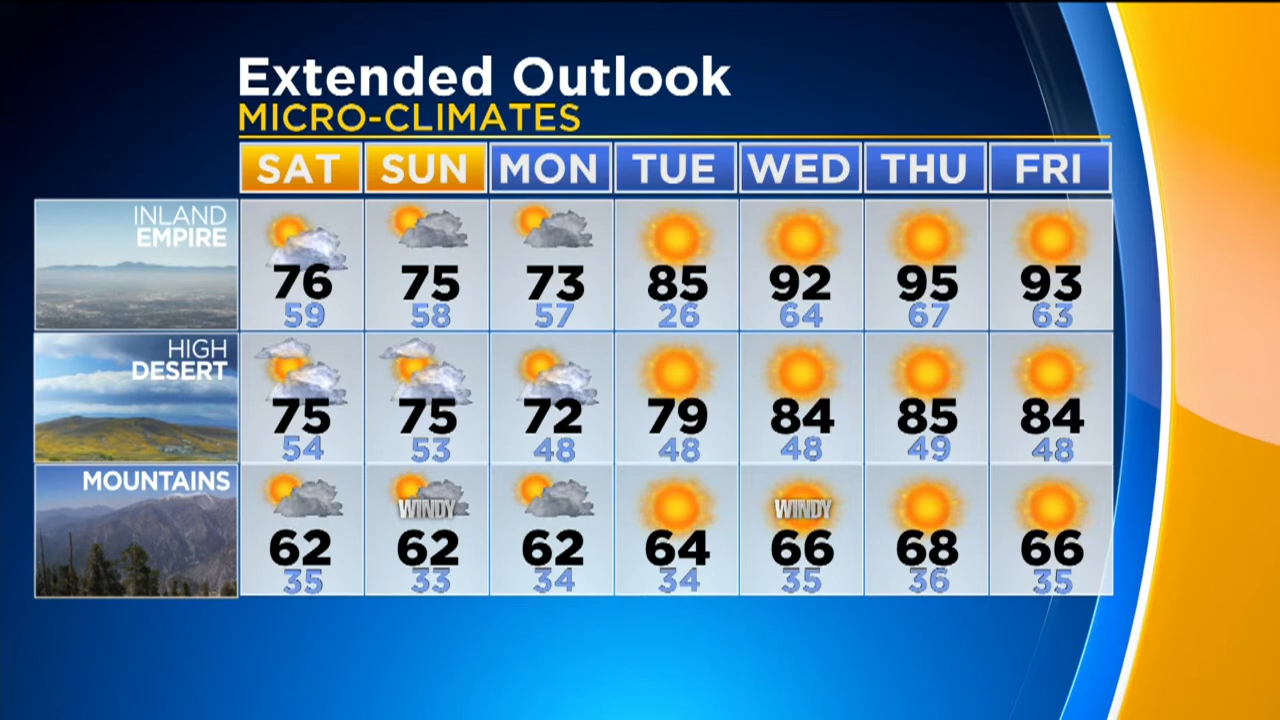 Extended Outlook
MICRO-CLIMATES
SAT SUN MON TUE WED THU FRI
INLAND
EMPIRE
76 75 73 85 92 95 93
59 58 57 26 64 67 63
HIGH
DESERT
75 75 72 79 84 85 84
54 53 48 48 48 49 48
MOUNTAINS
WINDY WINDY
62 62 62 64 66 68 66
35 33 34 34 35 36 35